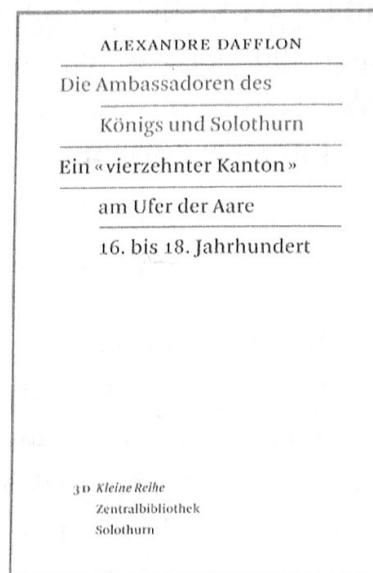 ALEXANDRE DAFFLON
Die Ambassadoren des
Königs und Solothurn
Ein «vierzehnter Kanton»
am Ufer der Aare
16. bis 18. Jahrhundert
3 D Kleine Reihe
Zentralbibliothek
Solothurn